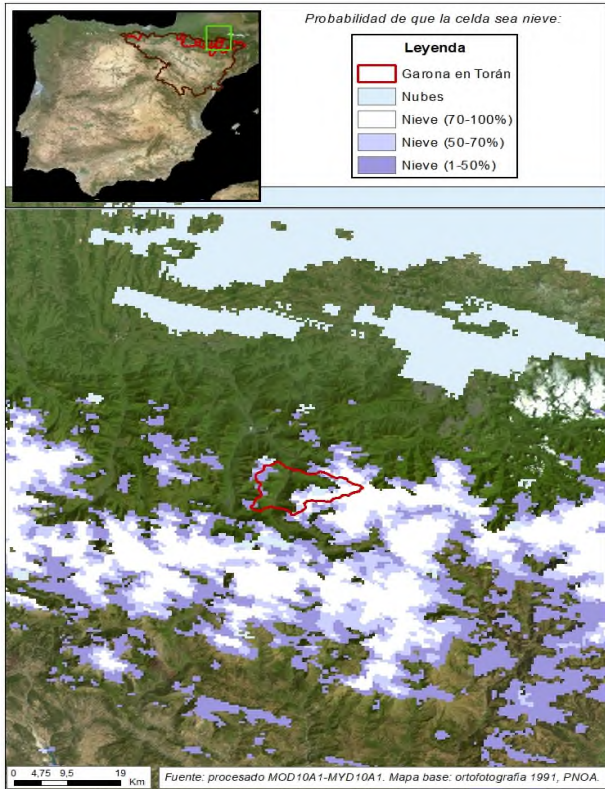 Probabilidad de que la celda sea nieve:
Leyenda
Garona en Torán
Nubes
Nieve (70-100%)
Nieve (50-70%)
Nieve (1-50%)
0 4,75 9,5 19
Km
Fuente: procesado MOD10A1-MYD10A1. Mapa base: ortofotografía 1991, PNOA.